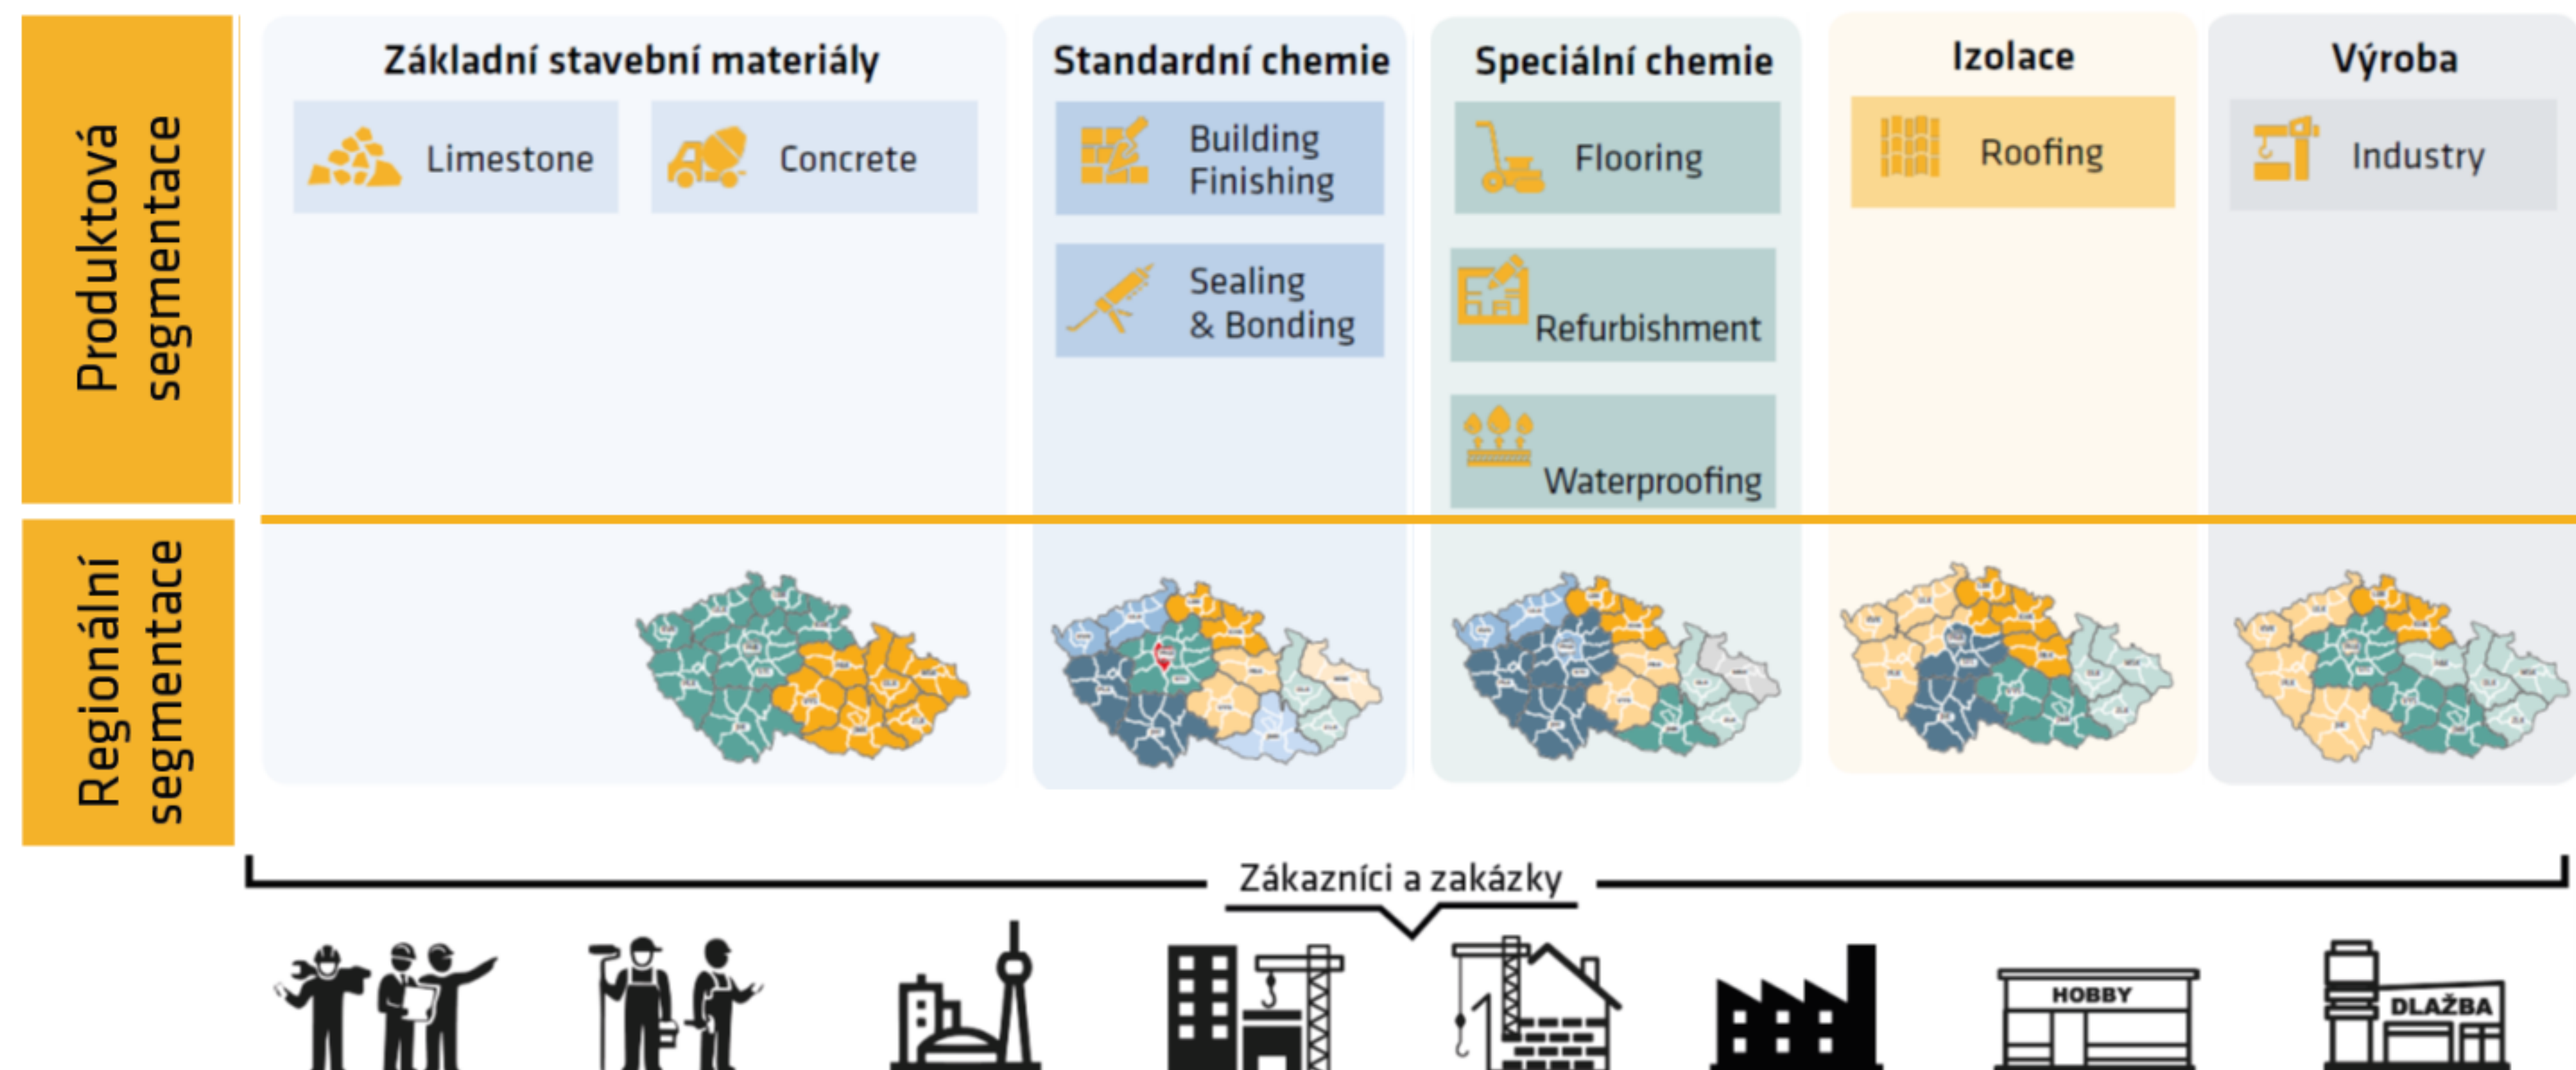 Produktová
segmentace
Základní stavební materiály
Limestone
Concrete
Standardní chemie
Building
Finishing
Sealing
& Bonding
Speciální chemie
Flooring
Refurbishment
Waterproofing
Izolace
Roofing
Výroba
Industry
Regionální
segmentace
Zákazníci a zakázky
HOBBY
DLAŽBA